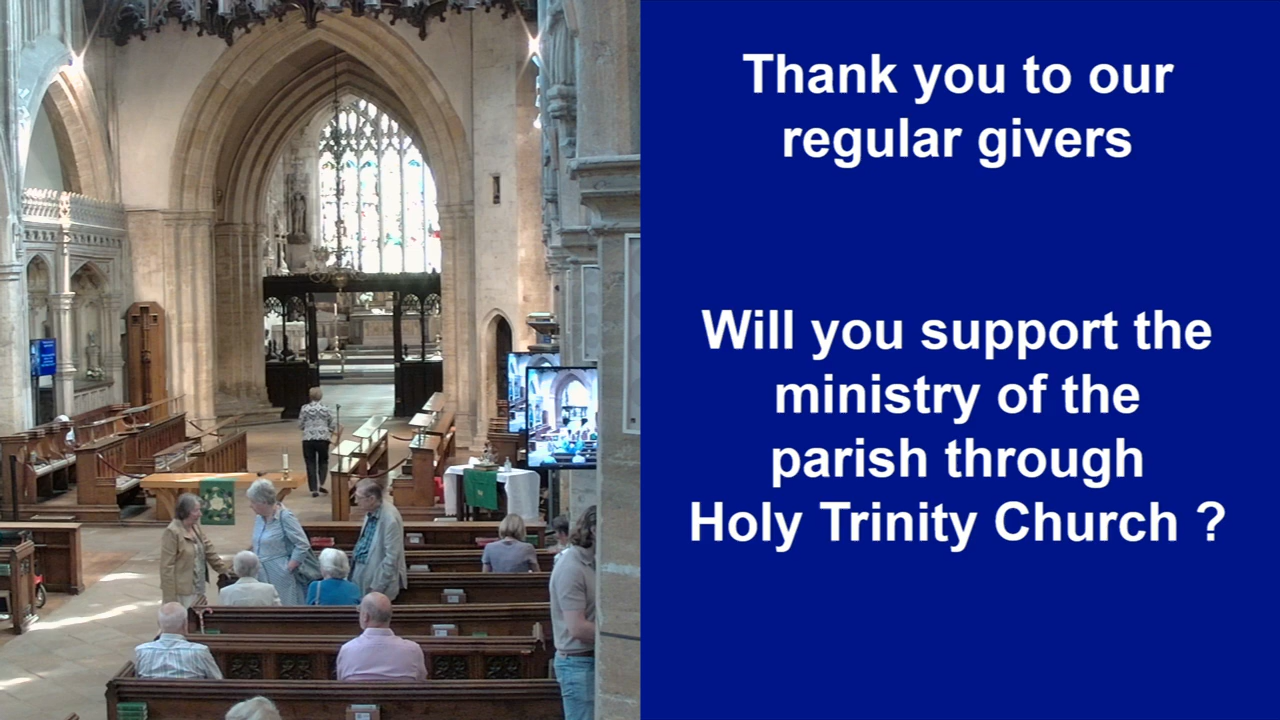 Thank you to our
regular givers
Will you support the
ministry of the
parish through
Holy Trinity Church ?